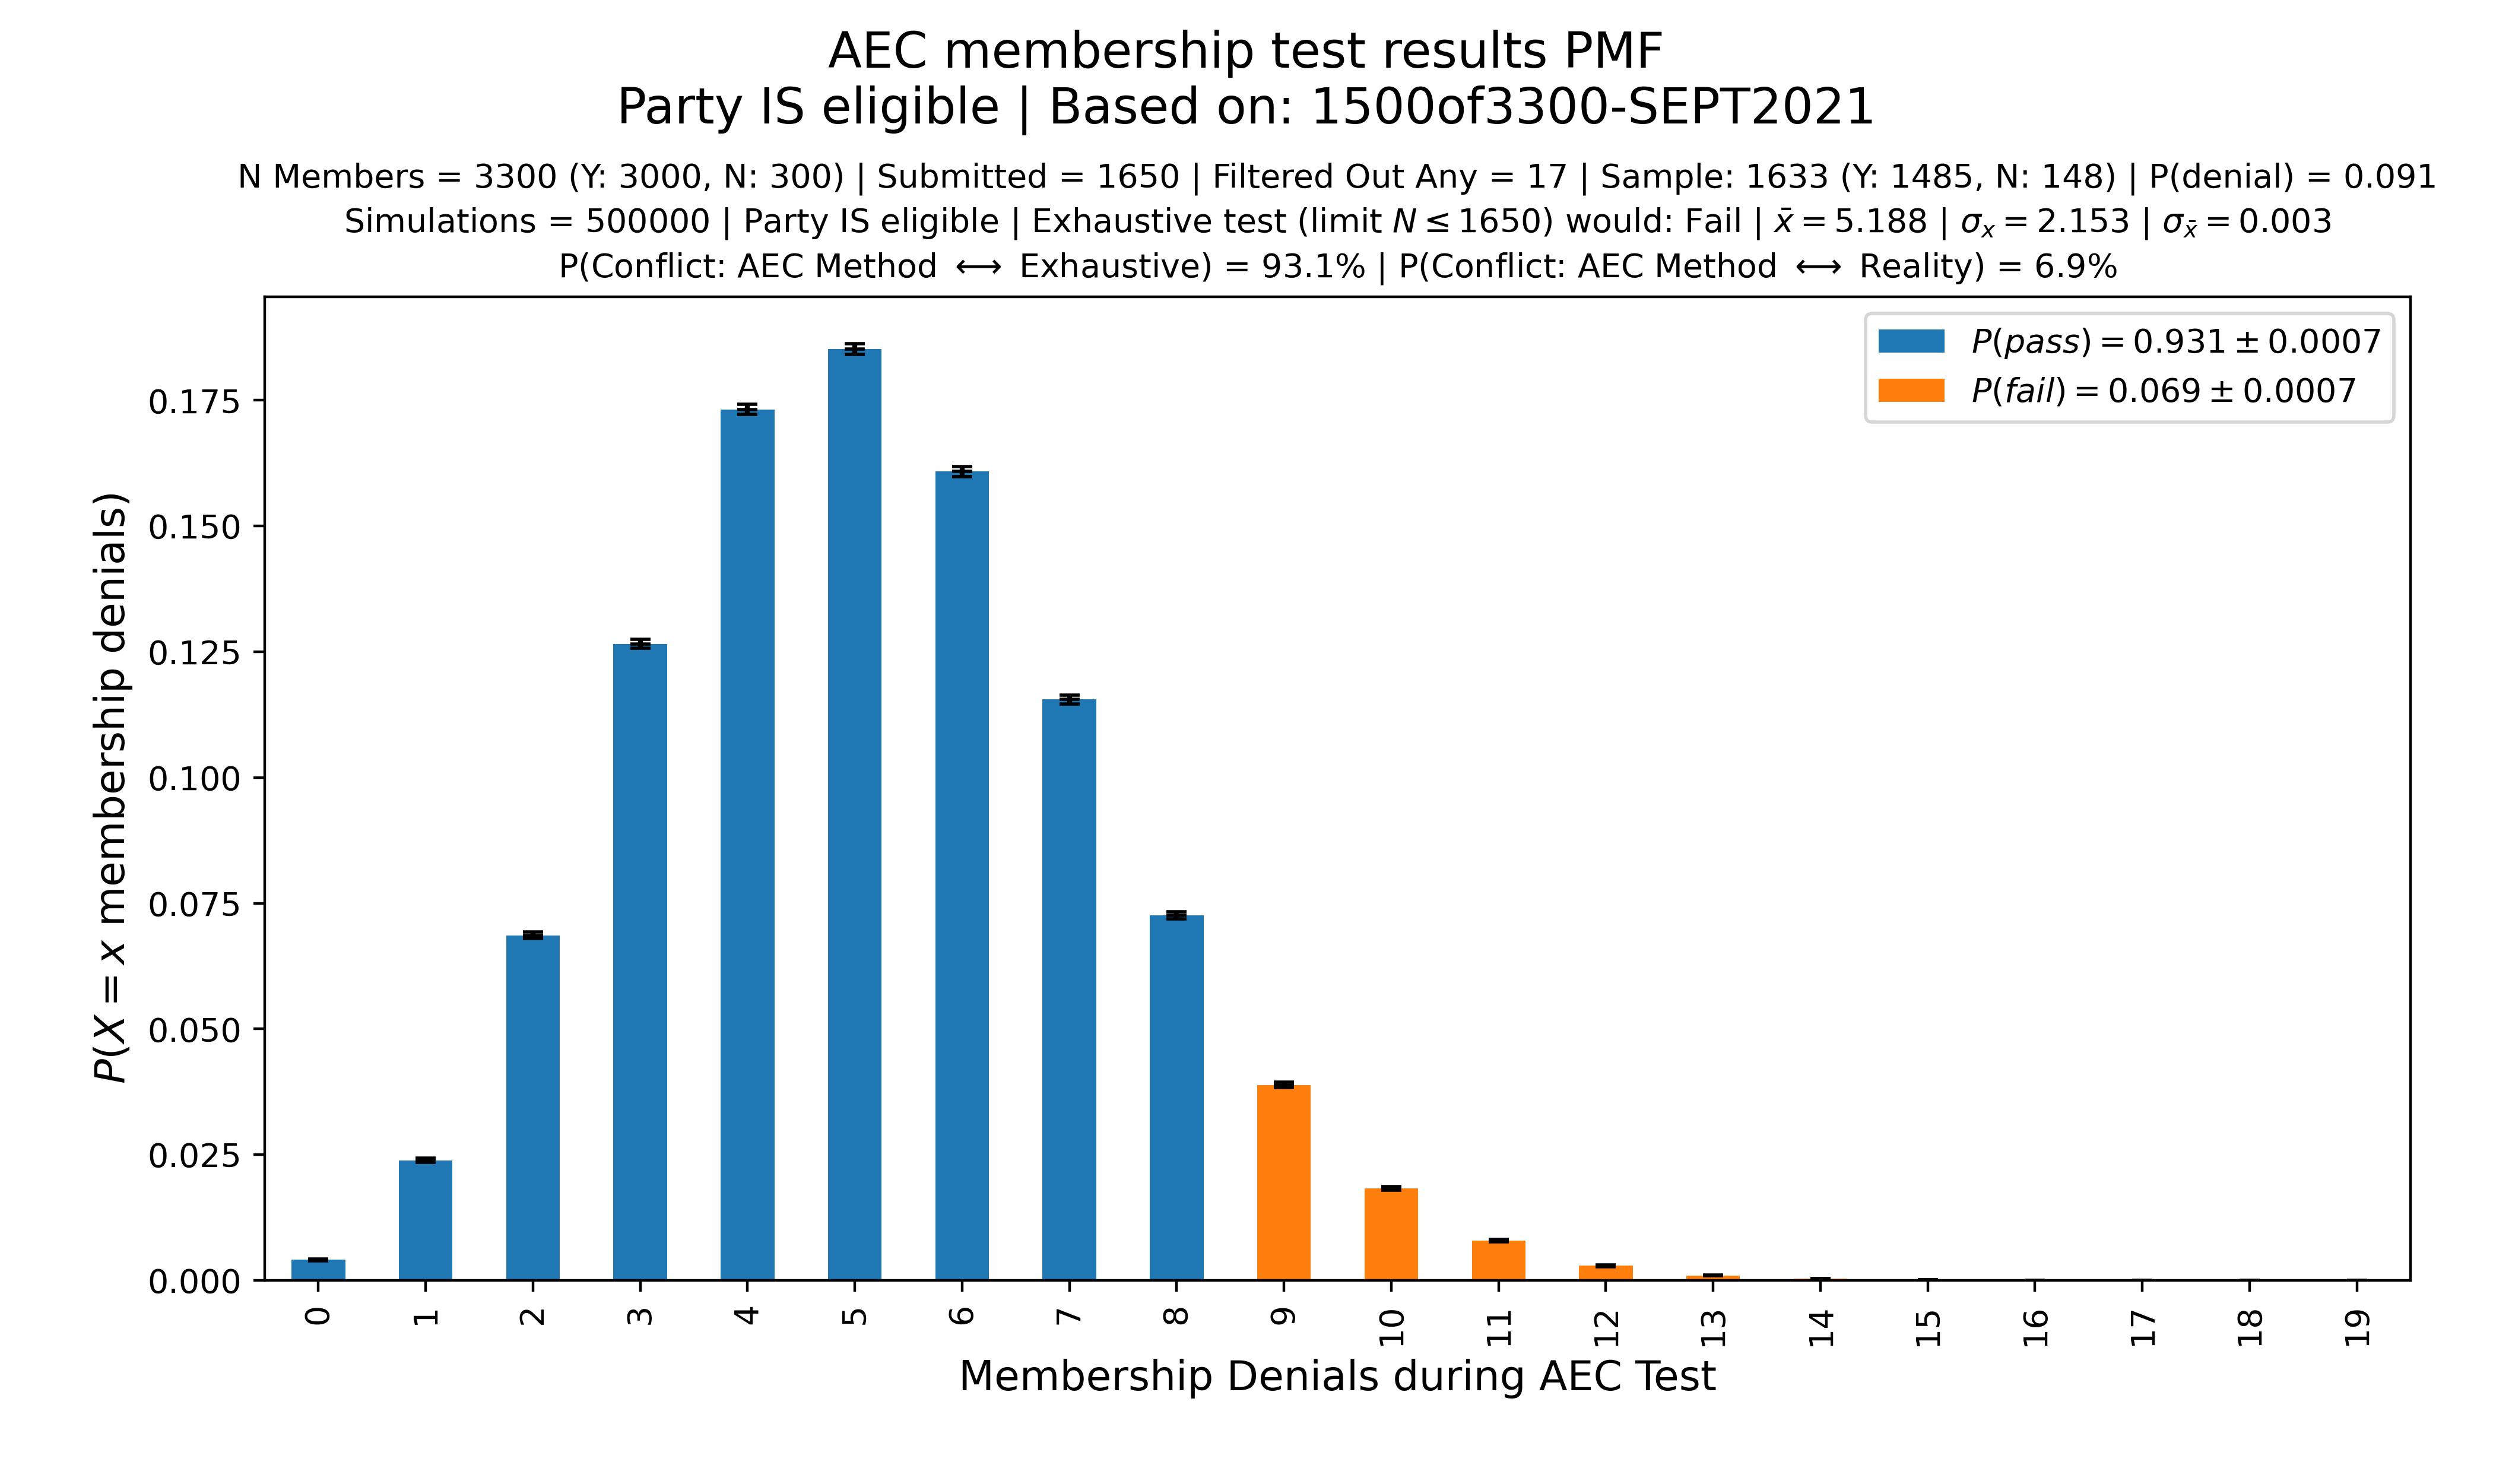 AEC membership test results PMF
Party IS eligible | Based on: 1500of3300-SEPT2021
N Members = 3300 (Y: 3000, N: 300) | Submitted = 1650 | Filtered Out Any = 17 | Sample: 1633 (Y: 1485, N: 148) | P(denial) = 0.091
Simulations = 500000 | Party IS eligible | Exhaustive test (limit N ≤ 1650) would: Fail | x̄ = 5.188 | σₓ = 2.153 | σ_x̄ = 0.003
P(Conflict: AEC Method ⟷ Exhaustive) = 93.1% | P(Conflict: AEC Method ⟷ Reality) = 6.9%
P(pass) = 0.931 ± 0.0007
P(fail) = 0.069 ± 0.0007
P(X = x membership denials)
0.175
0.150
0.125
0.100
0.075
0.050
0.025
0.000
0 1 2 3 4 5 6 7 8 9 10 11 12 13 14 15 16 17 18 19
Membership Denials during AEC Test